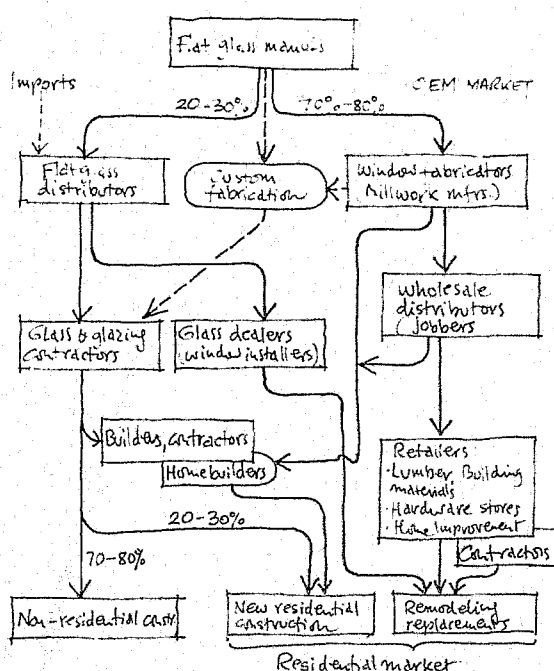 Flat glass manufs
Imports
OEM MARKET
20-30%
70%-80%
Flat glass
distributors
Custom
fabrication
Window fabricators
Millwork mfrs.)
Wholesale
distributors
(jobbers
Glass & glazing
contractors
Glass dealers
(window installers)
Builders, contractors
Homebuilders
Retailers:
·Lumber, Building
materials
·Hardware stores
·Home Improvement
Contractors
20-30%
70-80%
Non-residential constr.
New residential
construction
Remodeling
replacements
Residential market